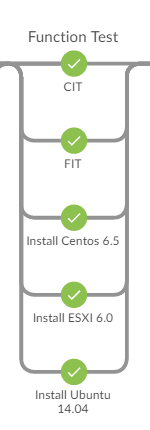 Function Test
CIT
FIT
Install Centos 6.5
Install ESXI 6.0
Install Ubuntu
14.04